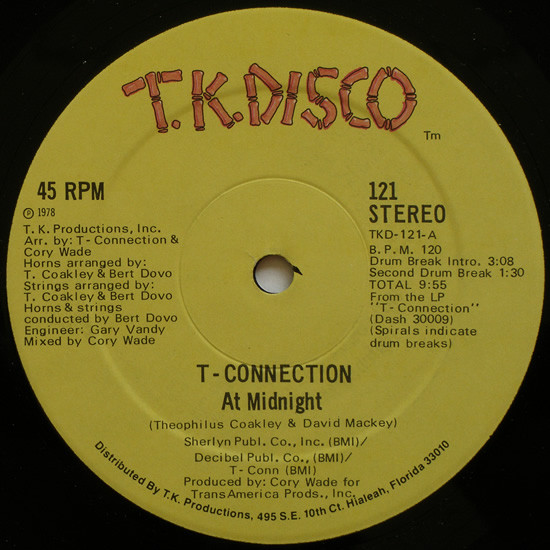 T.K.DISCO
Tm
45 RPM
℗ 1978
T. K. Productions, Inc.
Arr. by: T-Connection &
Cory Wade
Horns arranged by:
T. Coakley & Bert Dovo
Strings arranged by:
T. Coakley & Bert Dovo
Horns & strings
conducted by Bert Dovo
Engineer: Gary Vandy
Mixed by Cory Wade
121
STEREO
TKD-121-A
B.P.M. 120
Drum Break Intro. 3:08
Second Drum Break 1:30
TOTAL 9:55
From the LP
"T-Connection"
(Dash 30009)
(Spirals indicate
drum breaks)
T-CONNECTION
At Midnight
(Theophilus Coakley & David Mackey)
Sherlyn Publ. Co., Inc. (BMI)/
Decibel Publ. Co., (BMI)/
T-Conn (BMI)
Produced by: Cory Wade for
TransAmerica Prods., Inc.
Distributed By T.K. Productions, 495 S.E. 10th Ct. Hialeah, Florida 33010